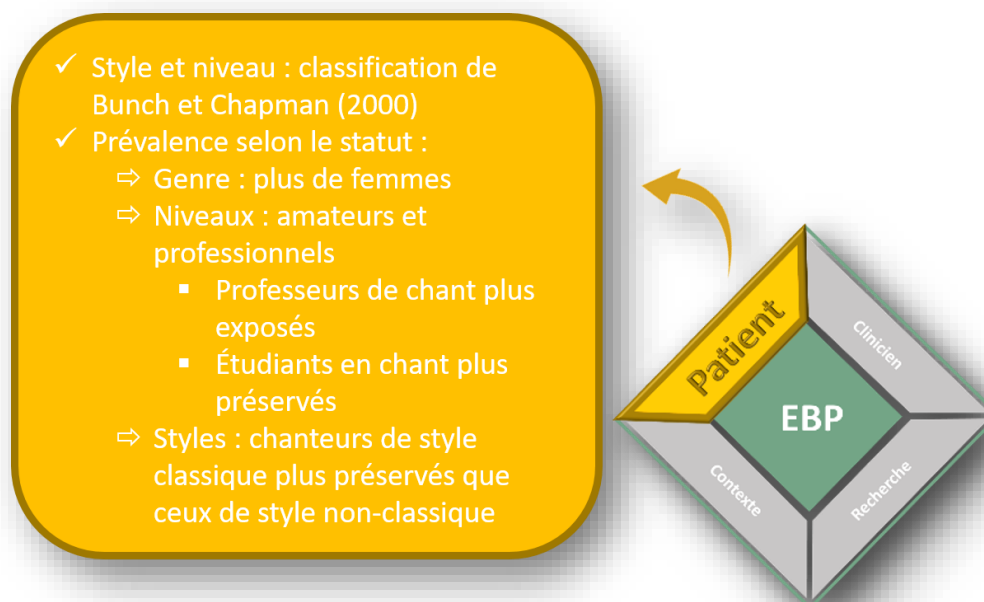 ✓ Style et niveau : classification de
Bunch et Chapman (2000)
✓ Prévalence selon le statut :
⇨ Genre : plus de femmes
⇨ Niveaux : amateurs et
professionnels
▪ Professeurs de chant plus
exposés
▪ Étudiants en chant plus
préservés
⇨ Styles : chanteurs de style
classique plus préservés que
ceux de style non-classique
Patient
Clinicien
EBP
Contexte
Recherche